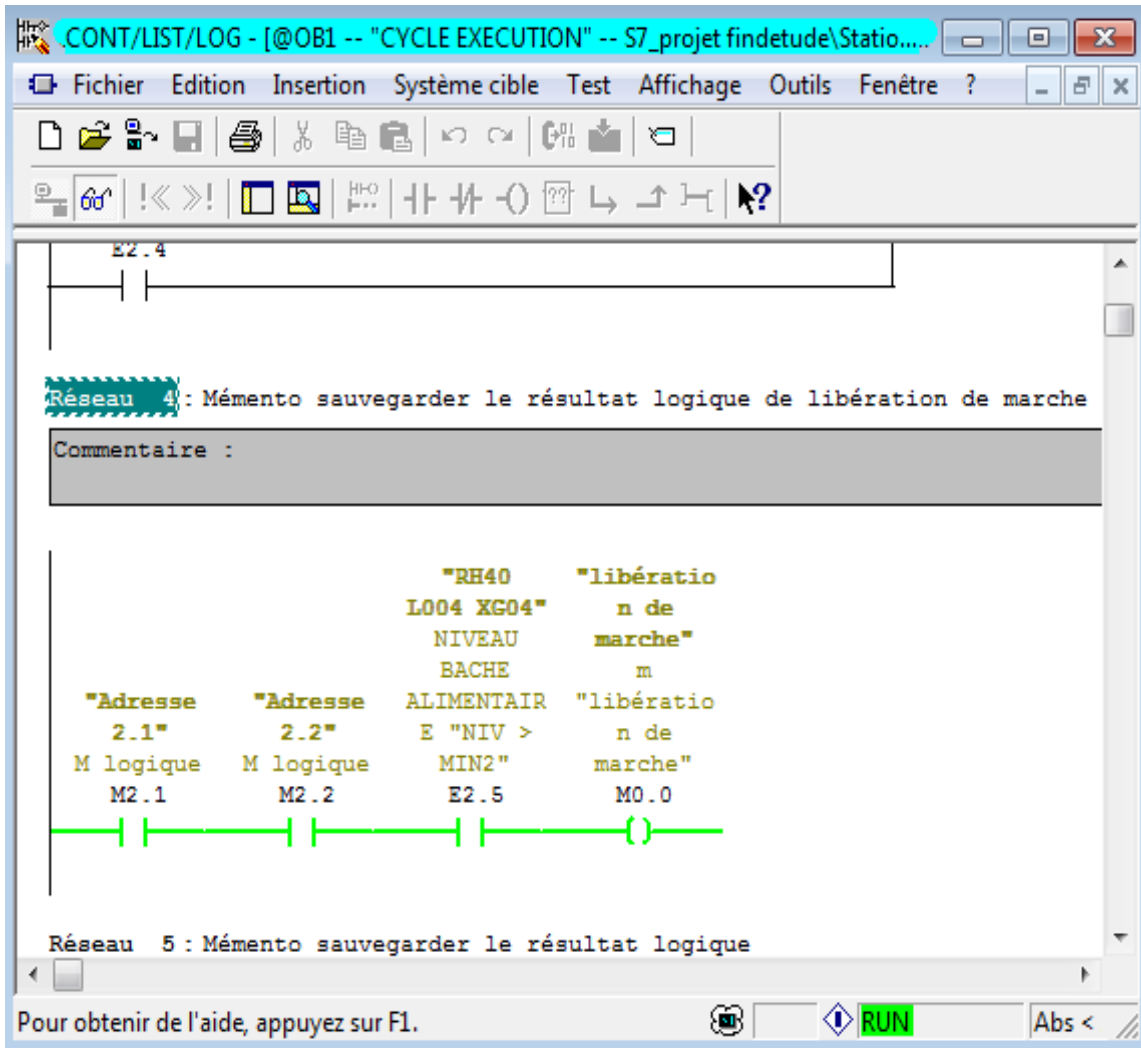 .CONT/LIST/LOG - [@OB1 -- "CYCLE EXECUTION" -- S7_projet findetude\Statio.....
Fichier Edition Insertion Système cible Test Affichage Outils Fenêtre ?
E2.4
Réseau 4 : Mémento sauvegarder le résultat logique de libération de marche
Commentaire :
"Adresse
2.1"
M logique
M2.1
"Adresse
2.2"
M logique
M2.2
"RH40
L004 XG04"
NIVEAU
BACHE
ALIMENTAIR
E "NIV >
MIN2"
E2.5
"libératio
n de
marche"
m
"libératio
n de
marche"
M0.0
Réseau 5 : Mémento sauvegarder le résultat logique
Pour obtenir de l'aide, appuyez sur F1.
RUN
Abs <